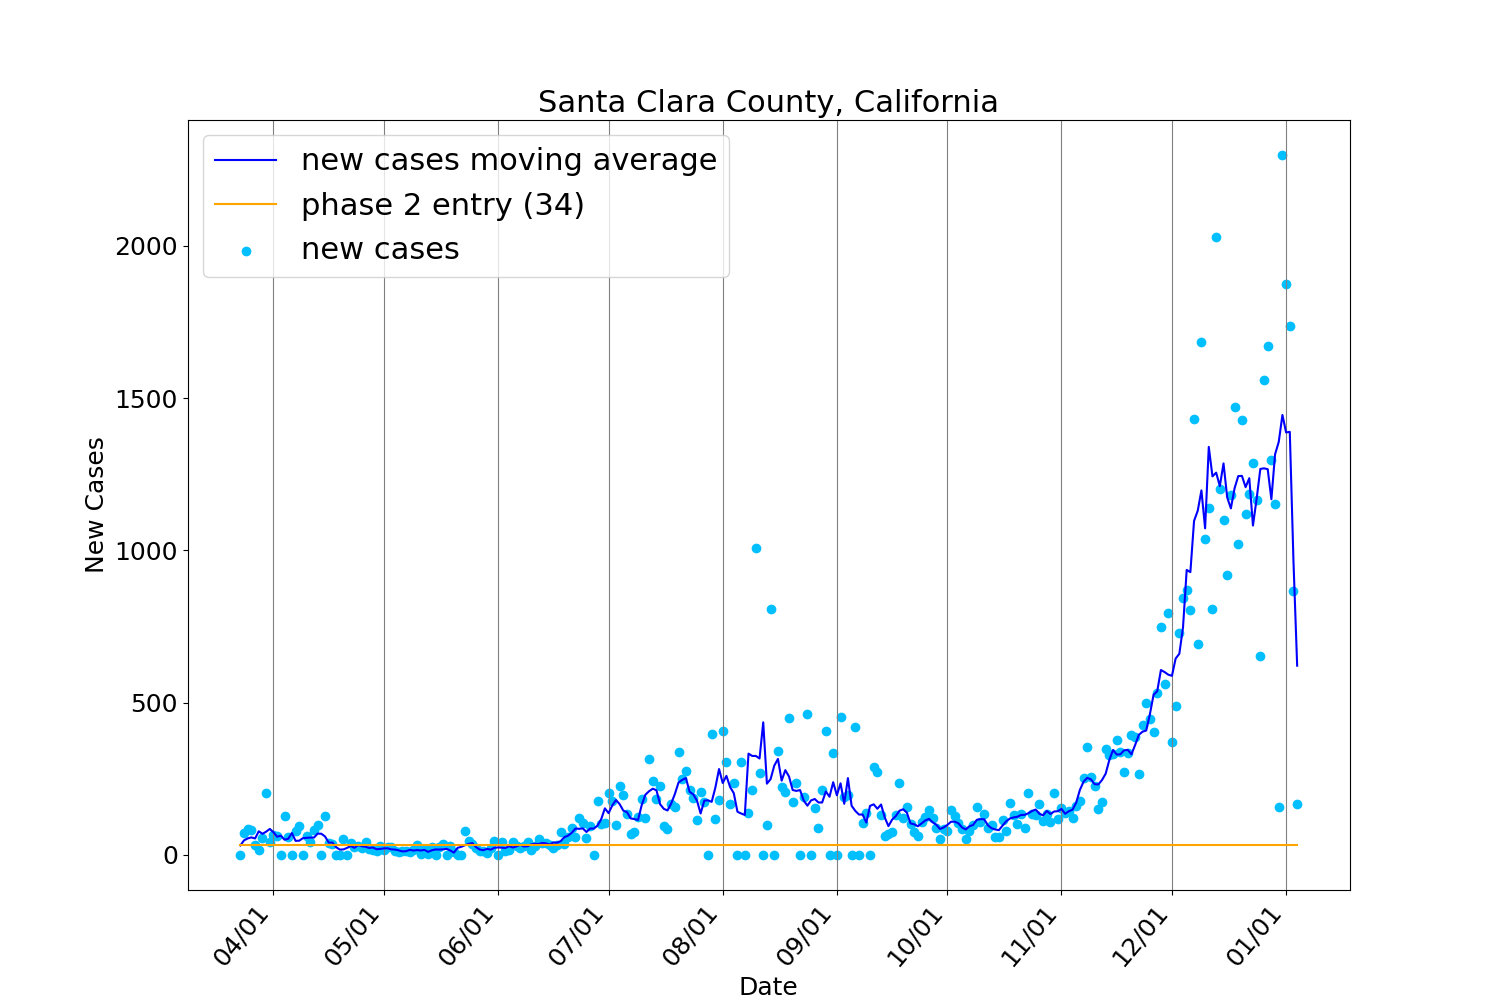 Santa Clara County, California
new cases moving average
phase 2 entry (34)
new cases
2000
1500
1000
500
0
New Cases
04/01
05/01
06/01
07/01
08/01
09/01
10/01
11/01
12/01
01/01
Date